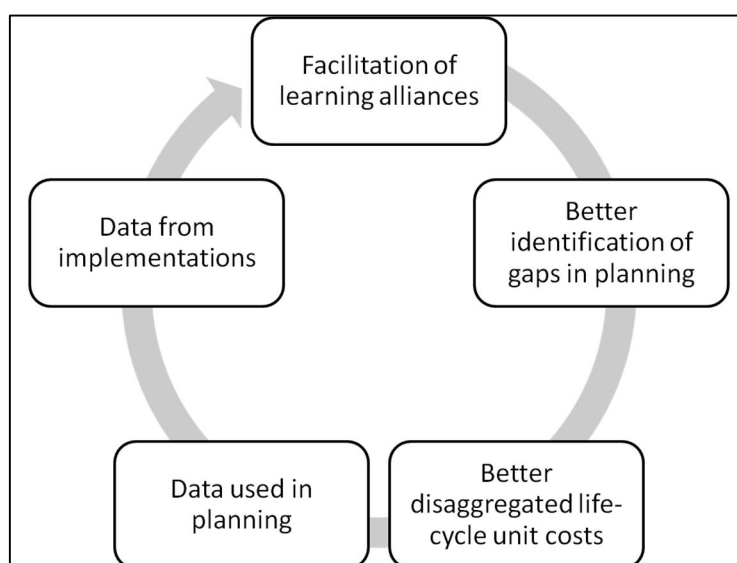 Facilitation of
learning alliances
Better
identification of
gaps in planning
Better
disaggregated life-
cycle unit costs
Data used in
planning
Data from
implementations